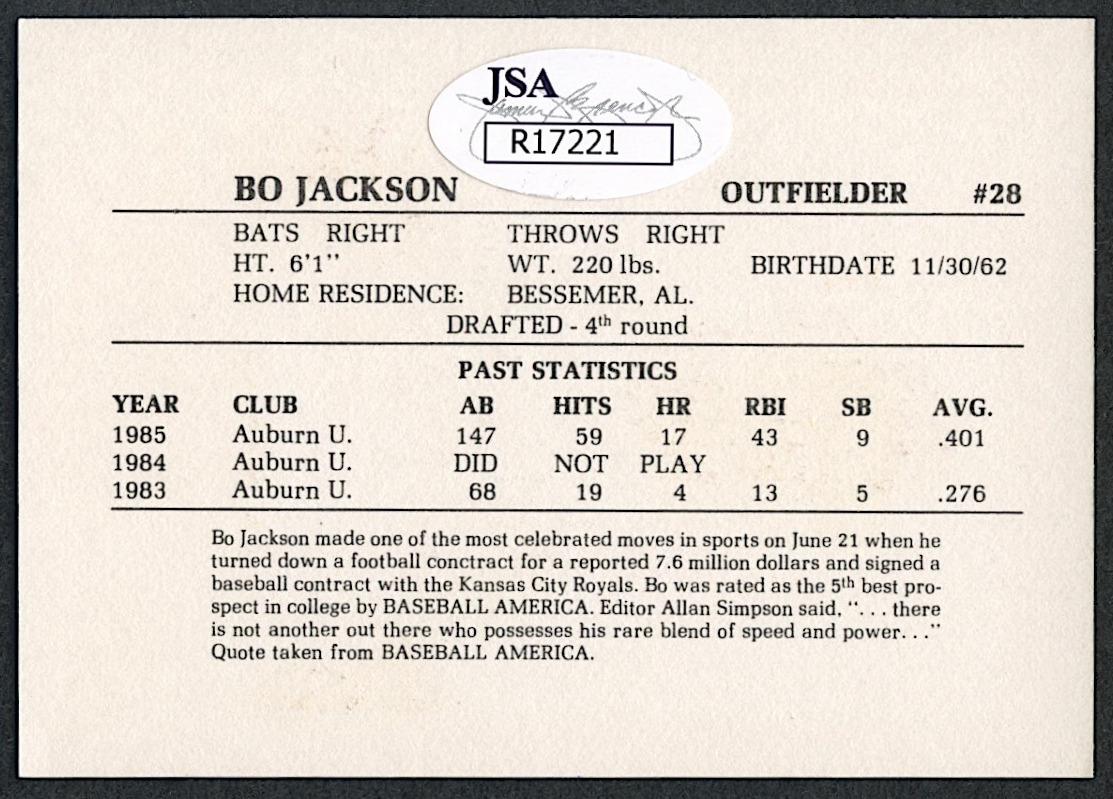 JSA
R17221
BO JACKSON OUTFIELDER #28
BATS RIGHT THROWS RIGHT
HT. 6'1" WT. 220 lbs. BIRTHDATE 11/30/62
HOME RESIDENCE: BESSEMER, AL.
DRAFTED - 4th round
PAST STATISTICS
YEAR CLUB AB HITS HR RBI SB AVG.
1985 Auburn U. 147 59 17 43 9 .401
1984 Auburn U. DID NOT PLAY
1983 Auburn U. 68 19 4 13 5 .276
Bo Jackson made one of the most celebrated moves in sports on June 21 when he
turned down a football conctract for a reported 7.6 million dollars and signed a
baseball contract with the Kansas City Royals. Bo was rated as the 5th best pro-
spect in college by BASEBALL AMERICA. Editor Allan Simpson said, "... there
is not another out there who possesses his rare blend of speed and power..."
Quote taken from BASEBALL AMERICA.